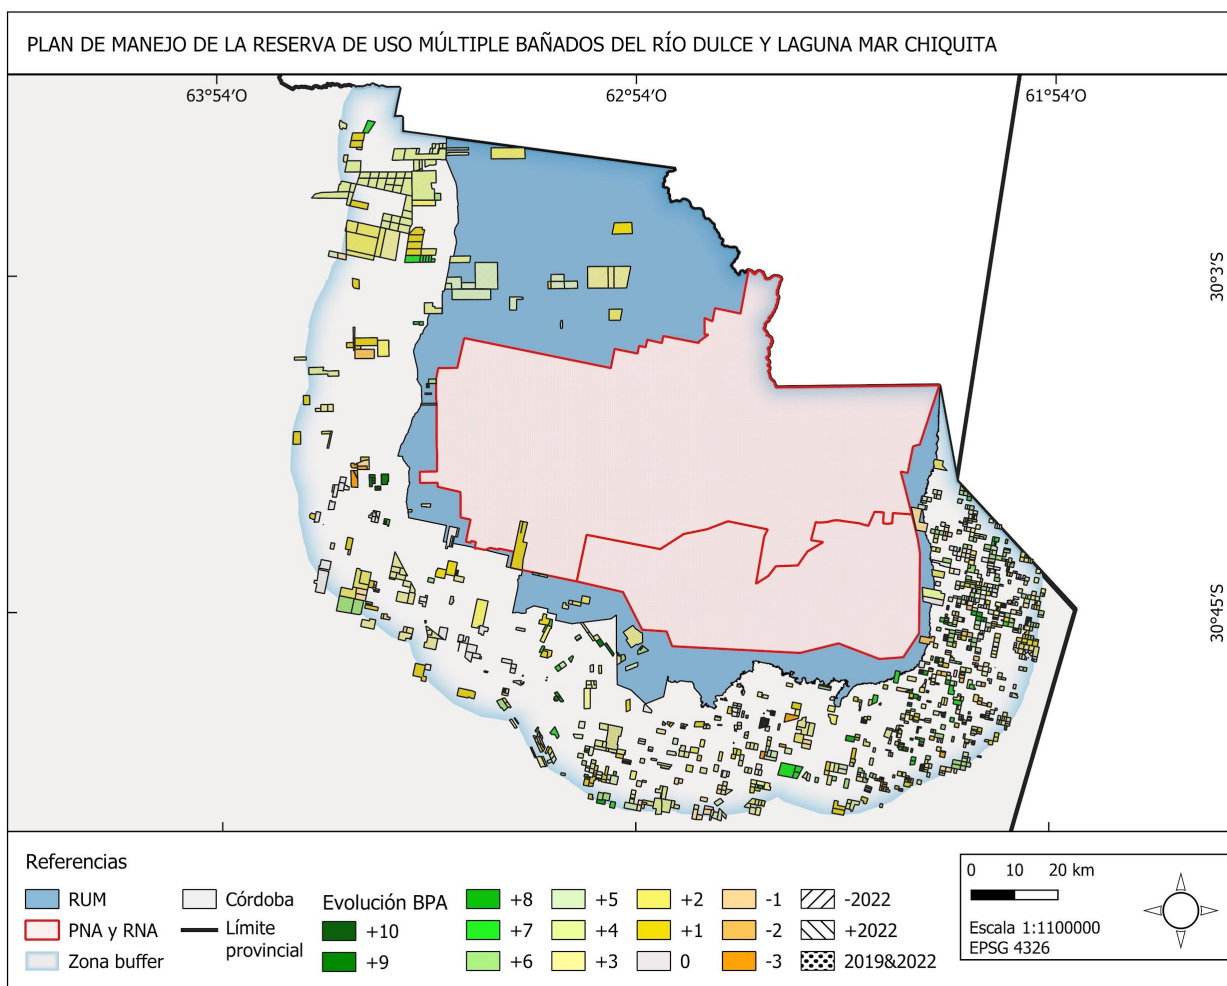 PLAN DE MANEJO DE LA RESERVA DE USO MÚLTIPLE BAÑADOS DEL RÍO DULCE Y LAGUNA MAR CHIQUITA
63°54′O
62°54′O
61°54′O
30°3′S
30°45′S
Referencias
RUM
PNA y RNA
Zona buffer
Córdoba
Límite
provincial
Evolución BPA
+10
+9
+8
+7
+6
+5
+4
+3
+2
+1
0
-1
-2
-3
-2022
+2022
2019&2022
0 10 20 km
Escala 1:1100000
EPSG 4326